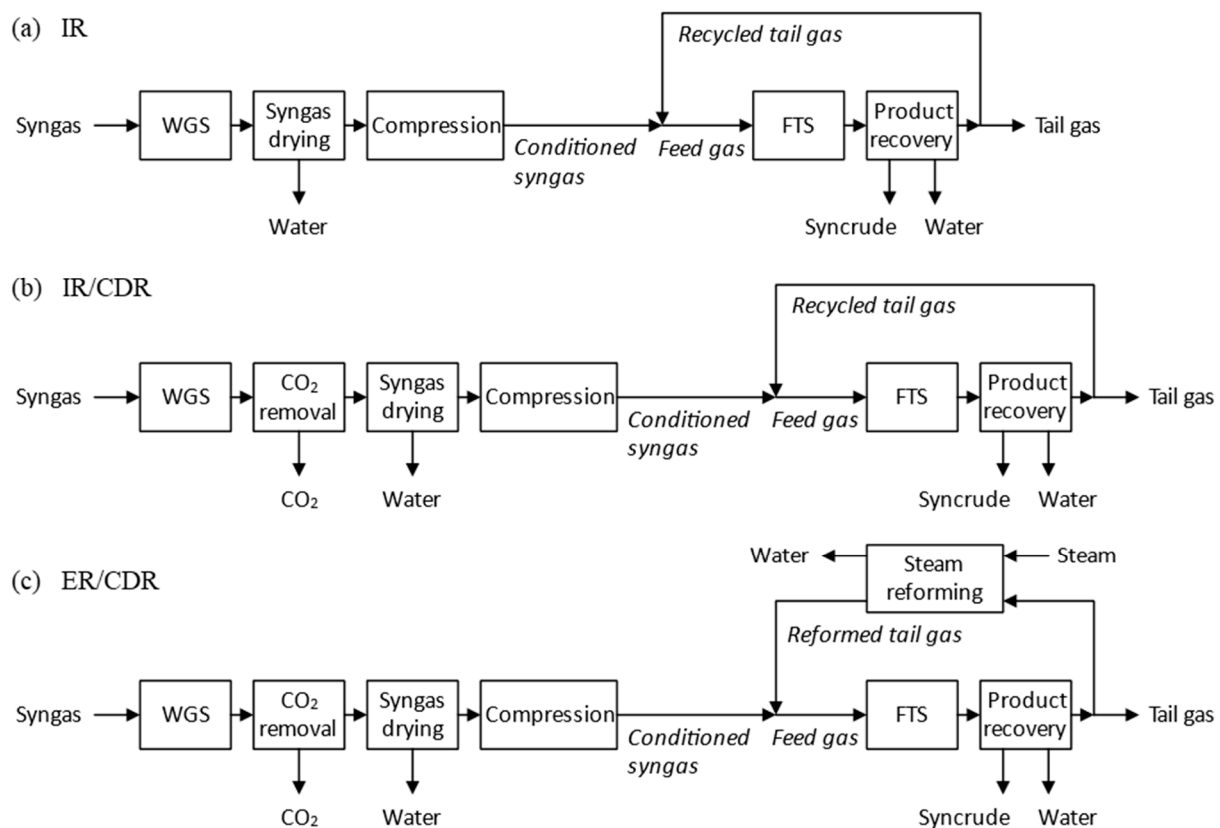 (a) IR
Recycled tail gas
Syngas
WGS
Syngas
drying
Compression
Conditioned
syngas
Feed gas
FTS
Product
recovery
Tail gas
Water
Syncrude
Water
(b) IR/CDR
Recycled tail gas
Syngas
WGS
CO₂
removal
Syngas
drying
Compression
Conditioned
syngas
Feed gas
FTS
Product
recovery
Tail gas
CO₂
Water
Syncrude
Water
(c) ER/CDR
Water
Steam
reforming
Steam
Reformed tail gas
Syngas
WGS
CO₂
removal
Syngas
drying
Compression
Conditioned
syngas
Feed gas
FTS
Product
recovery
Tail gas
CO₂
Water
Syncrude
Water